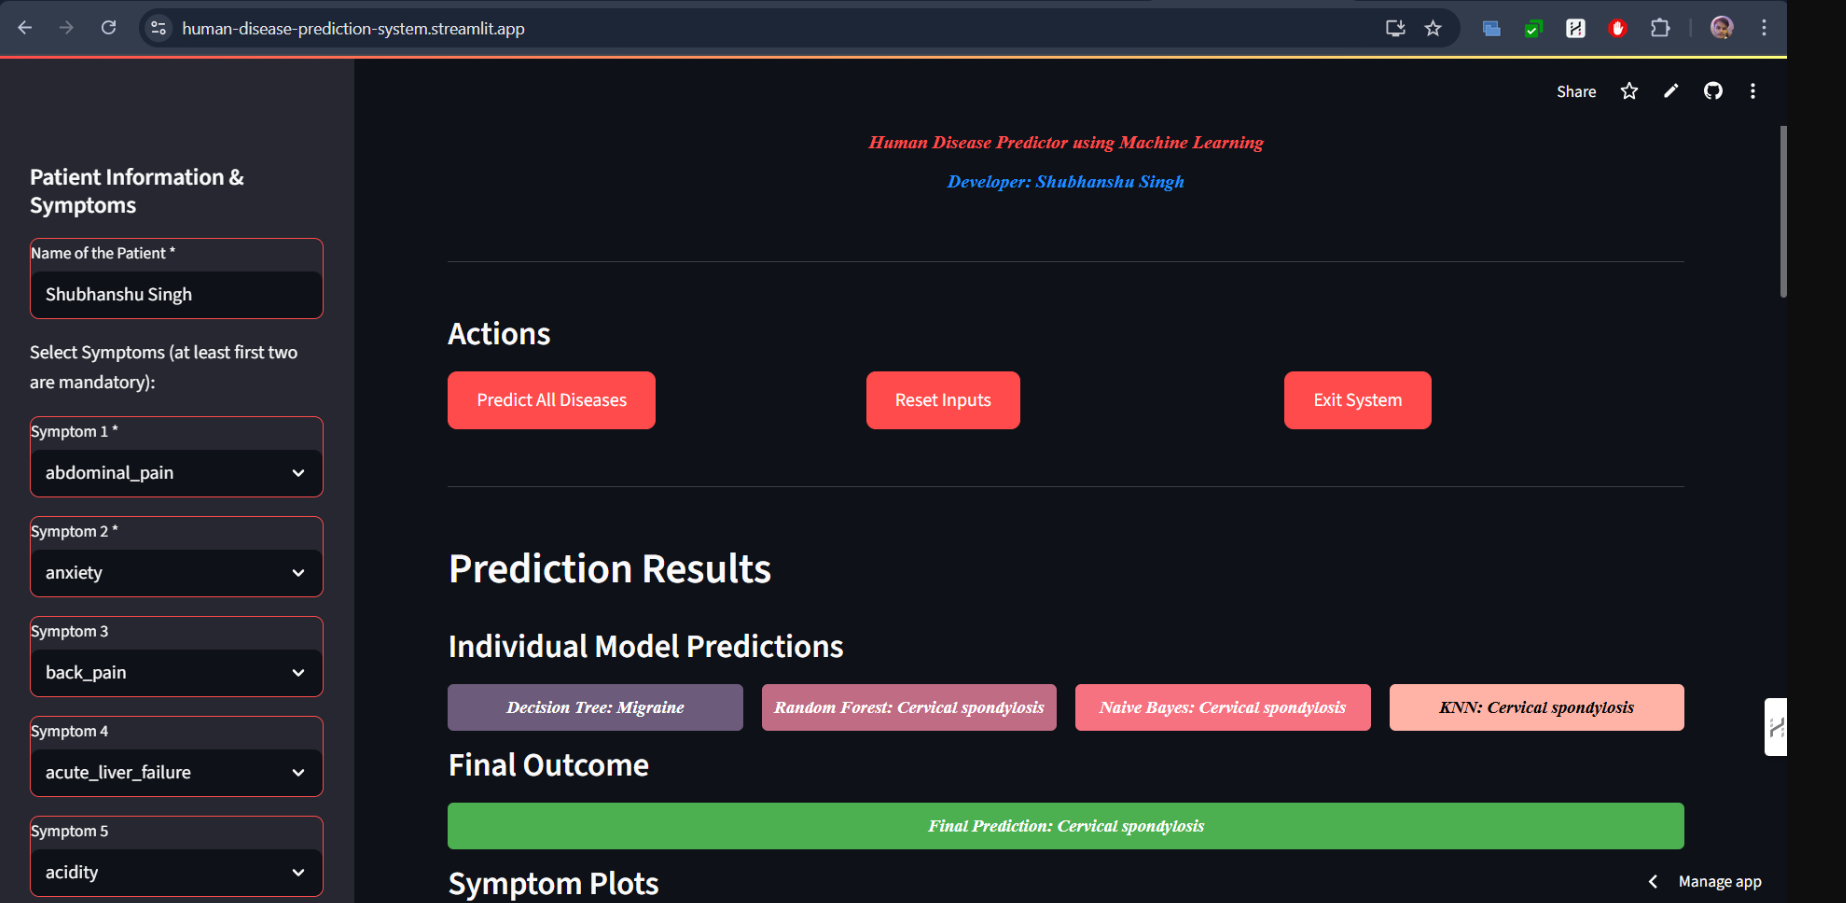 human-disease-prediction-system.streamlit.app
Share
Patient Information &
Symptoms
Name of the Patient *
Shubhanshu Singh
Select Symptoms (at least first two
are mandatory):
Symptom 1 *
abdominal_pain
Symptom 2 *
anxiety
Symptom 3
back_pain
Symptom 4
acute_liver_failure
Symptom 5
acidity
Human Disease Predictor using Machine Learning
Developer: Shubhanshu Singh
Actions
Predict All Diseases
Reset Inputs
Exit System
Prediction Results
Individual Model Predictions
Decision Tree: Migraine
Random Forest: Cervical spondylosis
Naive Bayes: Cervical spondylosis
KNN: Cervical spondylosis
Final Outcome
Final Prediction: Cervical spondylosis
Symptom Plots
Manage app